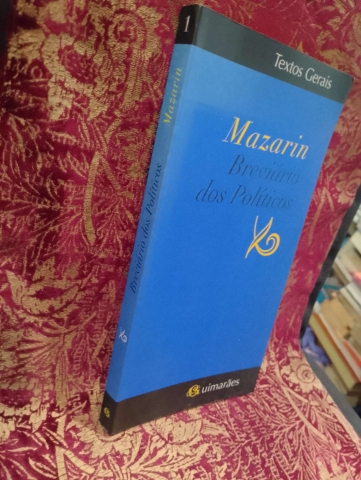 1
Mazarin
Breviário dos Políticos
Textos Gerais
Mazarin
Breviário
dos Políticos
Guimarães